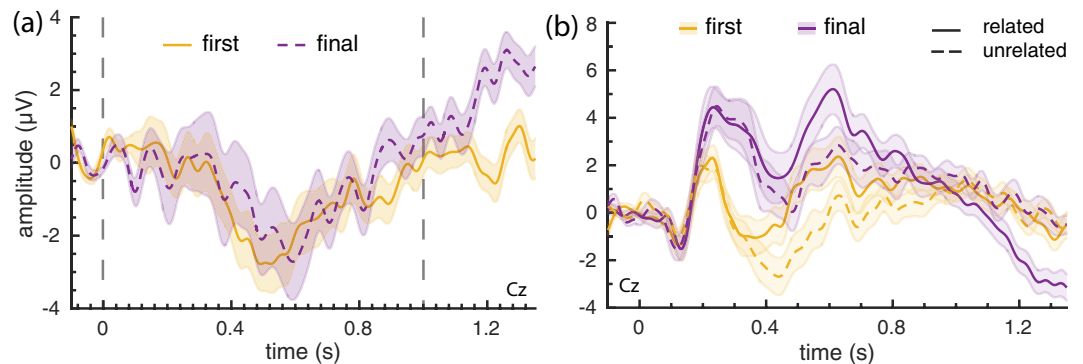 (a)
first
final
amplitude (µV)
4
2
0
-2
-4
0
0.4
0.8
1.2
time (s)
Cz
(b)
first
final
related
unrelated
8
6
4
2
0
-2
-4
0
0.4
0.8
1.2
time (s)
Cz